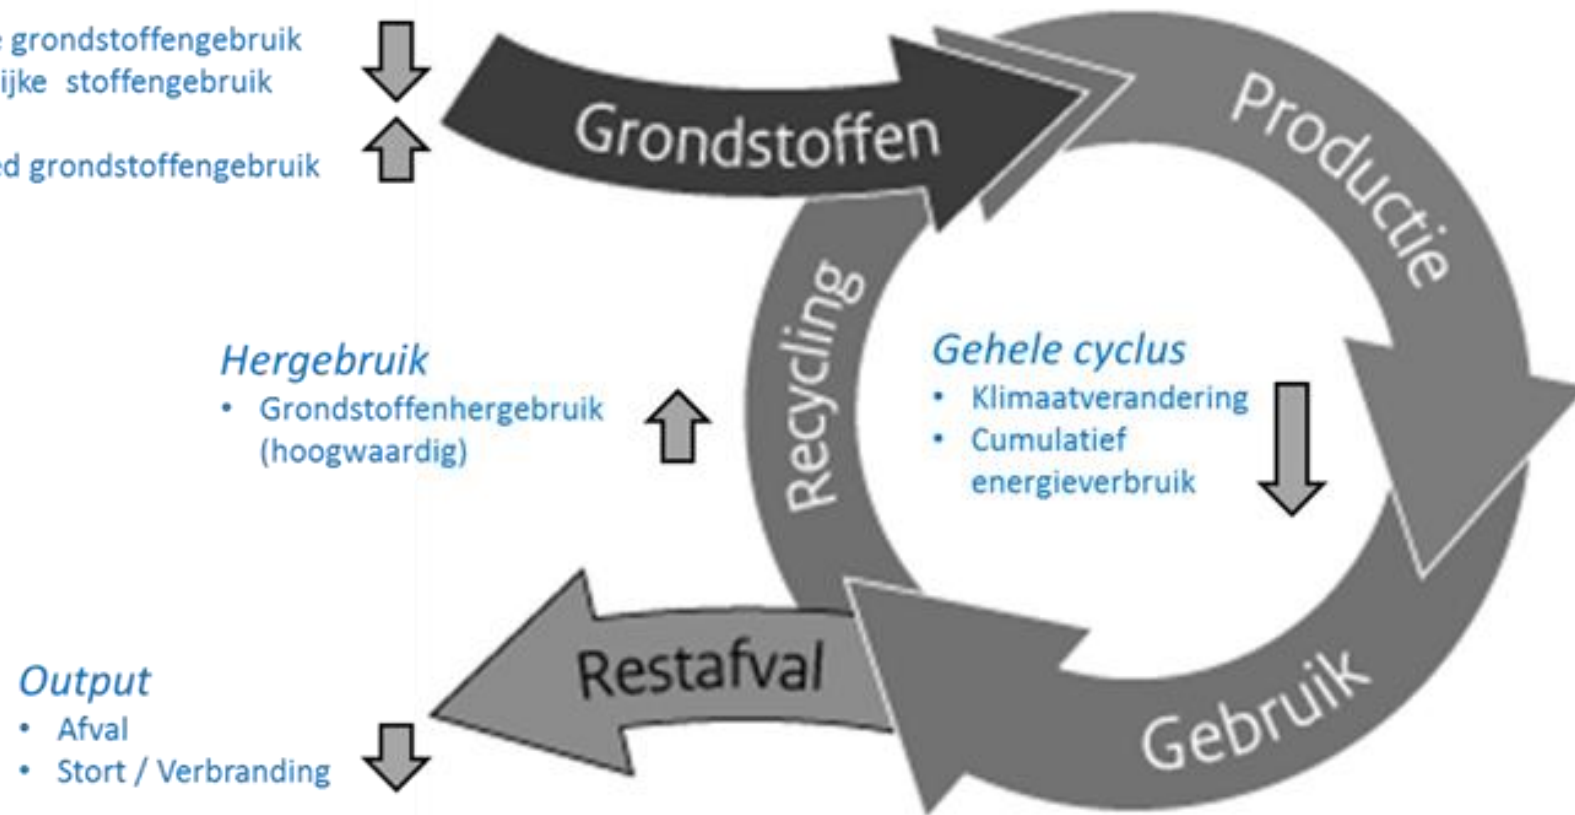 grondstoffengebruik
stoffengebruik
grondstoffengebruik
Grondstoffen
Productie
Recycling
Hergebruik
• Grondstoffenhergebruik
(hoogwaardig)
Gehele cyclus
• Klimaatverandering
• Cumulatief
energieverbruik
Restafval
Gebruik
Output
• Afval
• Stort / Verbranding